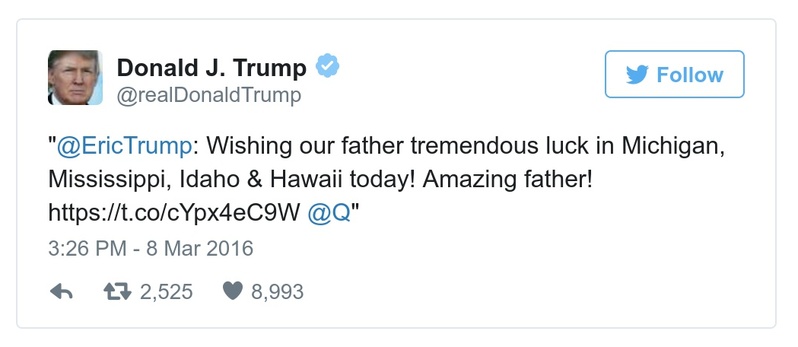 Donald J. Trump
@realDonaldTrump
Follow
"@EricTrump: Wishing our father tremendous luck in Michigan,
Mississippi, Idaho & Hawaii today! Amazing father!
https://t.co/cYpx4eC9W @Q"
3:26 PM - 8 Mar 2016
2,525 8,993